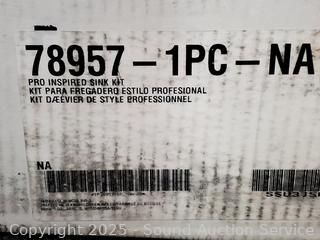 78957-1PC-NA
PRO INSPIRED SINK KIT
KIT PARA FREGADERO ESTILO PROFESIONAL
KIT DÆEVIER DE STYLE PROFESSIONNEL
NA
Copyright 2025 - Sound Auction Service